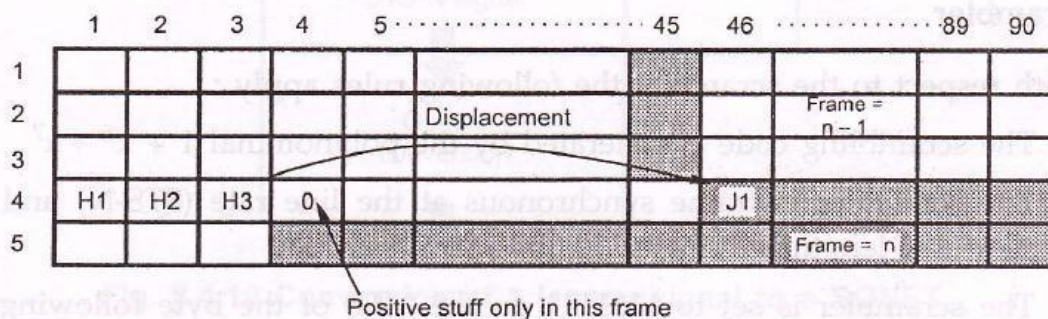 1 2 3 4 5 45 46 89 90
1
2 Displacement Frame = n–1
3
4 H1 H2 H3 0 J1
5 Frame = n
Positive stuff only in this frame